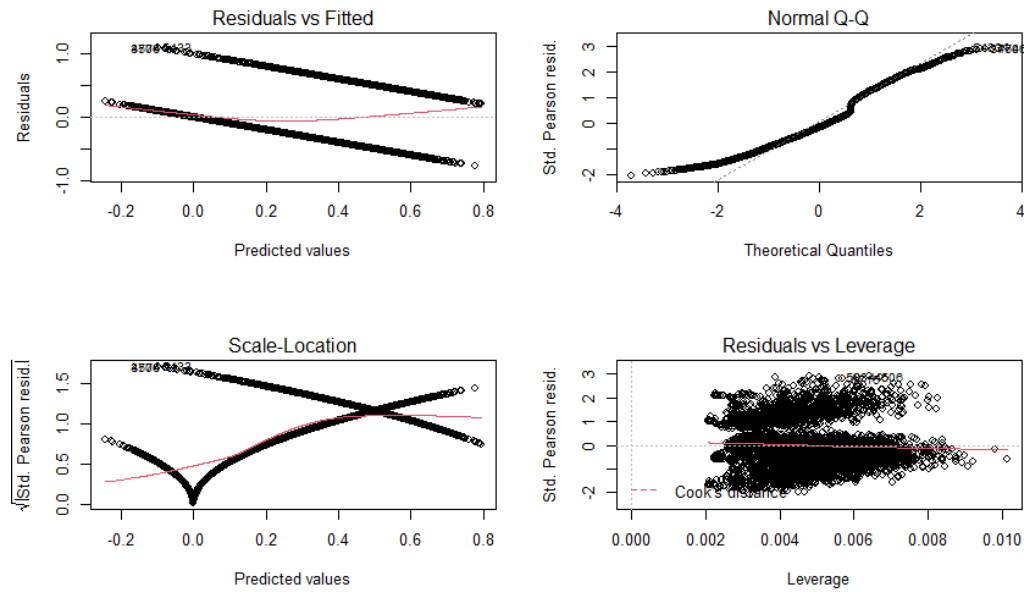 Residuals vs Fitted
Residuals
1.0
0.0
-1.0
-0.2 0.0 0.2 0.4 0.6 0.8
Predicted values
Normal Q-Q
Std. Pearson resid.
3
2
1
0
-2
-4 -2 0 2 4
Theoretical Quantiles
Scale-Location
√|Std. Pearson resid.|
1.5
1.0
0.5
0.0
-0.2 0.0 0.2 0.4 0.6 0.8
Predicted values
Residuals vs Leverage
Std. Pearson resid.
3
2
1
0
-2
Cook's distance
0.000 0.002 0.004 0.006 0.008 0.010
Leverage